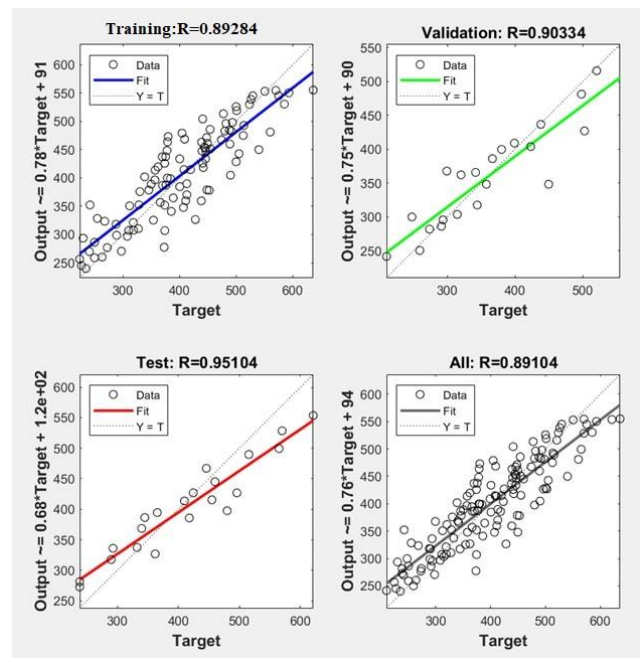 Training:R=0.89284
Output ~= 0.78*Target + 91
Data
Fit
Y = T
600
550
500
450
400
350
300
250
300
400
500
600
Target
Validation: R=0.90334
Output ~= 0.75*Target + 90
Data
Fit
Y = T
550
500
450
400
350
300
250
300
400
500
Target
Test: R=0.95104
Output ~= 0.68*Target + 1.2e+02
Data
Fit
Y = T
600
550
500
450
400
350
300
250
300
400
500
600
Target
All: R=0.89104
Output ~= 0.76*Target + 94
Data
Fit
Y = T
600
550
500
450
400
350
300
250
300
400
500
600
Target